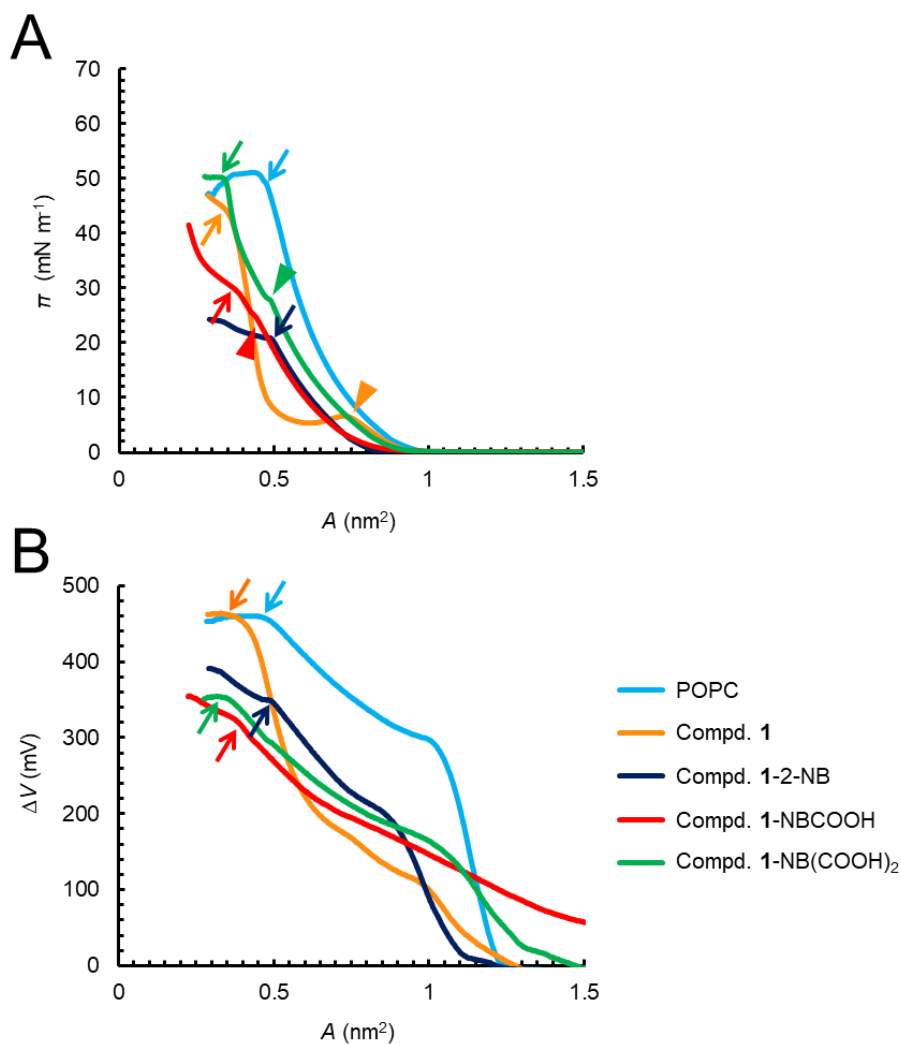 A
70
60
50
40
30
20
10
0
π (mN m-1)
0
0.5
1
1.5
A (nm2)
B
500
400
300
200
100
0
ΔV (mV)
0
0.5
1
1.5
A (nm2)
POPC
Compd. 1
Compd. 1-2-NB
Compd. 1-NBCOOH
Compd. 1-NB(COOH)2